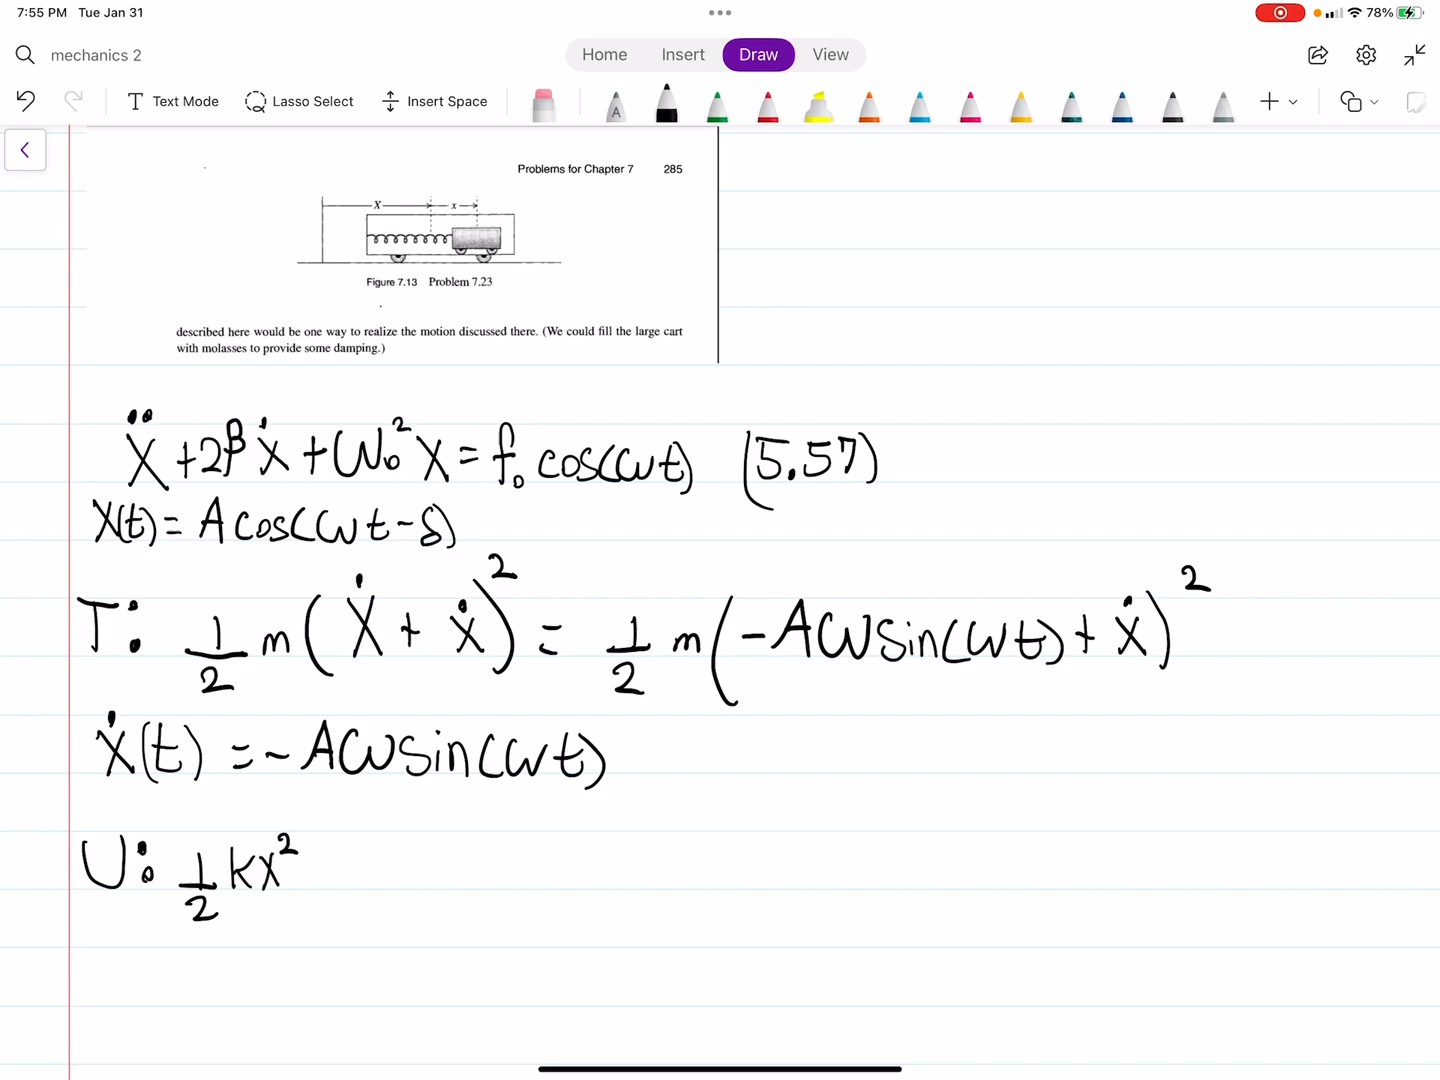 7:55 PM Tue Jan 31
78%
mechanics 2
Home Insert Draw View
Text Mode Lasso Select Insert Space
A
Problems for Chapter 7 285
X x
Figure 7.13 Problem 7.23
described here would be one way to realize the motion discussed there. (We could fill the large cart
with molasses to provide some damping.)
ẍ + 2βẋ + ω₀²x = f₀ cos(ωt) (5.57)
X(t) = A cos(ωt - δ)
T: 1/2 m(Ẋ + ẋ)² = 1/2 m(-Aω sin(ωt) + ẋ)²
Ẋ(t) = -Aω sin(ωt)
U: 1/2 kx²